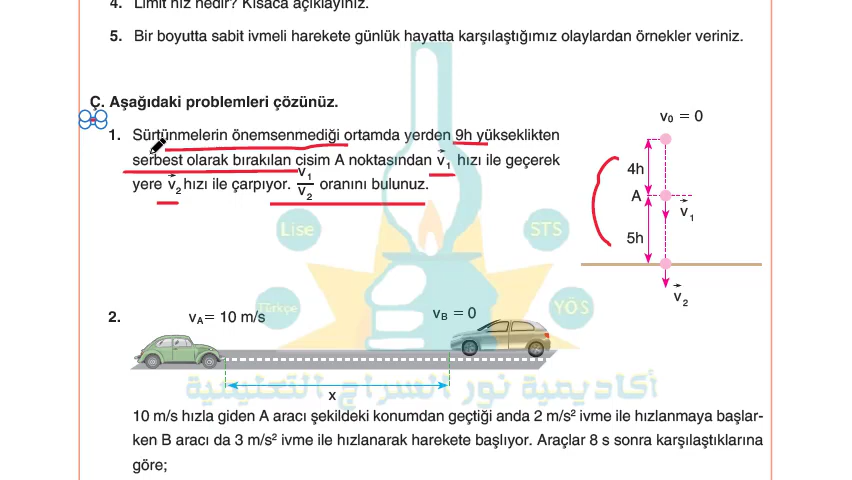 4. Limit hız nedir? Kısaca açıklayınız.
5. Bir boyutta sabit ivmeli harekete günlük hayatta karşılaştığımız olaylardan örnekler veriniz.
Ç. Aşağıdaki problemleri çözünüz.
1. Sürtünmelerin önemsenmediği ortamda yerden 9h yükseklikten
serbest olarak bırakılan cisim A noktasından v₁ hızı ile geçerek
yere v₂ hızı ile çarpıyor. v₁/v₂ oranını bulunuz.
v₀ = 0
4h
A
v₁
5h
v₂
Lise
STS
Türkçe
YÖS
2.
vA= 10 m/s
vB = 0
x
أكاديمية نور السراج التعليمية
10 m/s hızla giden A aracı şekildeki konumdan geçtiği anda 2 m/s² ivme ile hızlanmaya başlar-
ken B aracı da 3 m/s² ivme ile hızlanarak harekete başlıyor. Araçlar 8 s sonra karşılaştıklarına
göre;